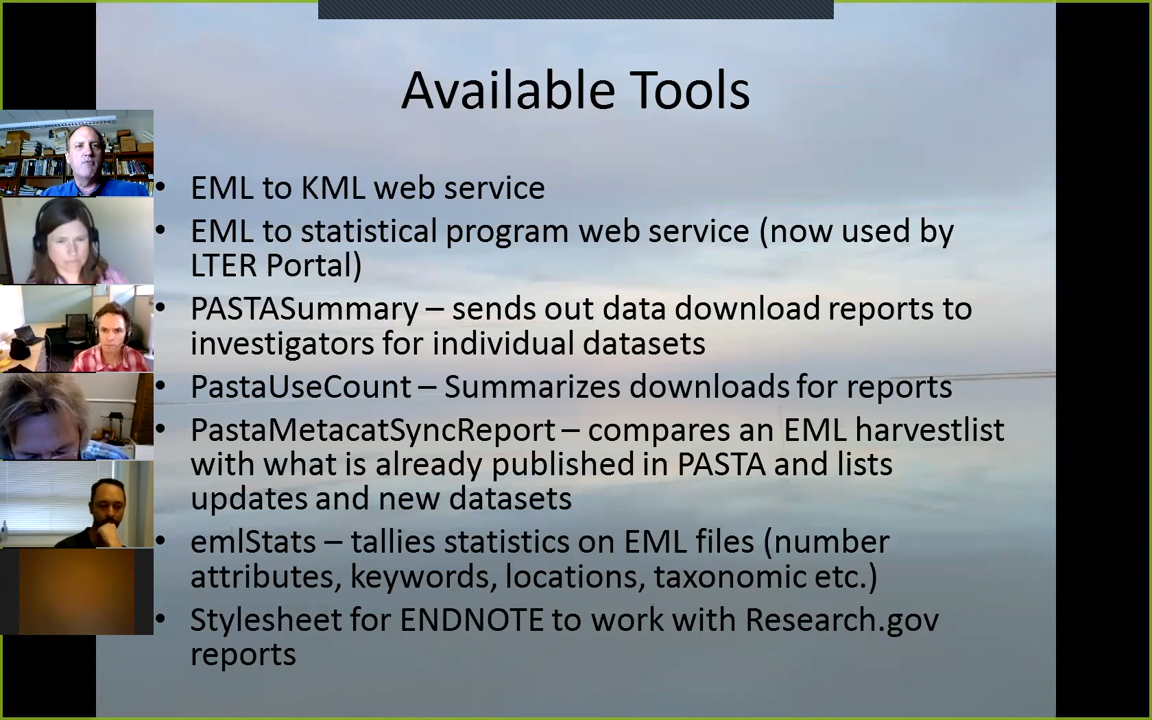 Available Tools
• EML to KML web service
• EML to statistical program web service (now used by
LTER Portal)
• PASTASummary – sends out data download reports to
investigators for individual datasets
• PastaUseCount – Summarizes downloads for reports
• PastaMetacatSyncReport – compares an EML harvestlist
with what is already published in PASTA and lists
updates and new datasets
• emlStats – tallies statistics on EML files (number
attributes, keywords, locations, taxonomic etc.)
• Stylesheet for ENDNOTE to work with Research.gov
reports